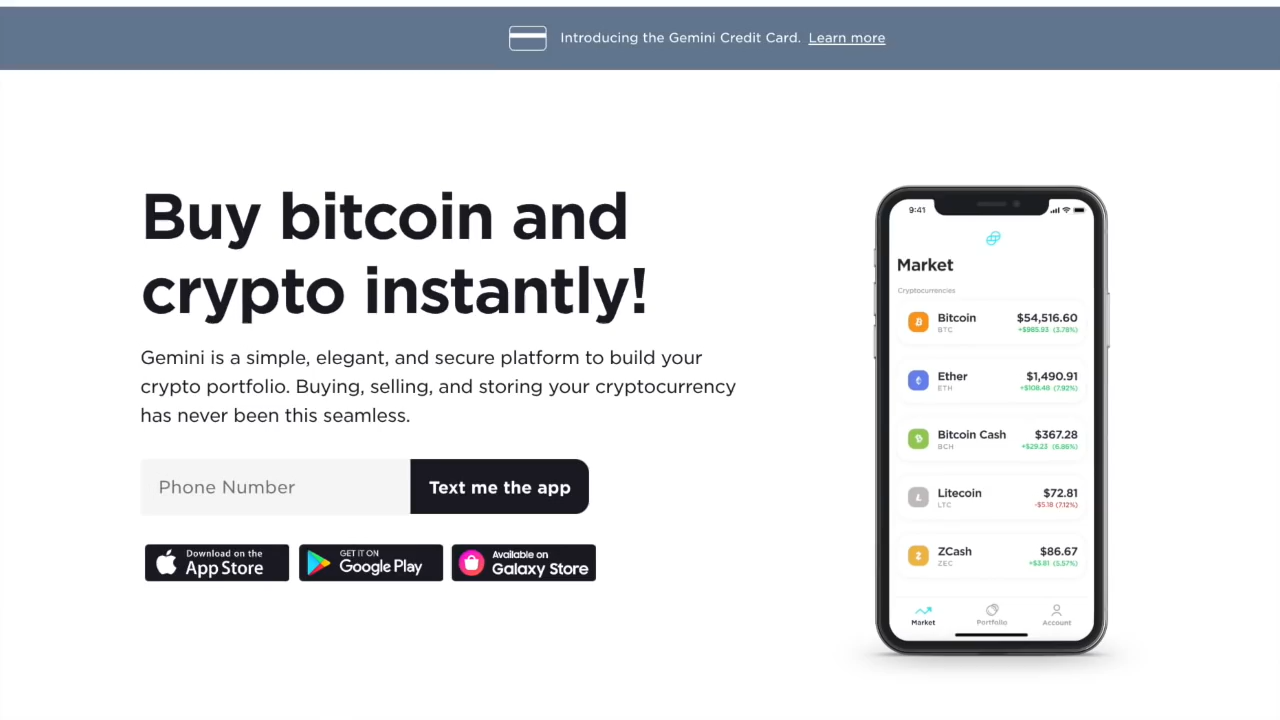 Introducing the Gemini Credit Card. Learn more
Buy bitcoin and
crypto instantly!
Gemini is a simple, elegant, and secure platform to build your
crypto portfolio. Buying, selling, and storing your cryptocurrency
has never been this seamless.
Phone Number
Text me the app
Download on the
App Store
GET IT ON
Google Play
Available on
Galaxy Store
9:41
Market
Cryptocurrencies
Bitcoin $54,516.60
BTC +$985.93 (3.78%)
Ether $1,490.91
ETH +$108.48 (7.92%)
Bitcoin Cash $367.28
BCH +$29.23 (6.86%)
Litecoin $72.81
LTC -$5.18 (7.12%)
ZCash $86.67
ZEC +$3.81 (5.57%)
Market Portfolio Account